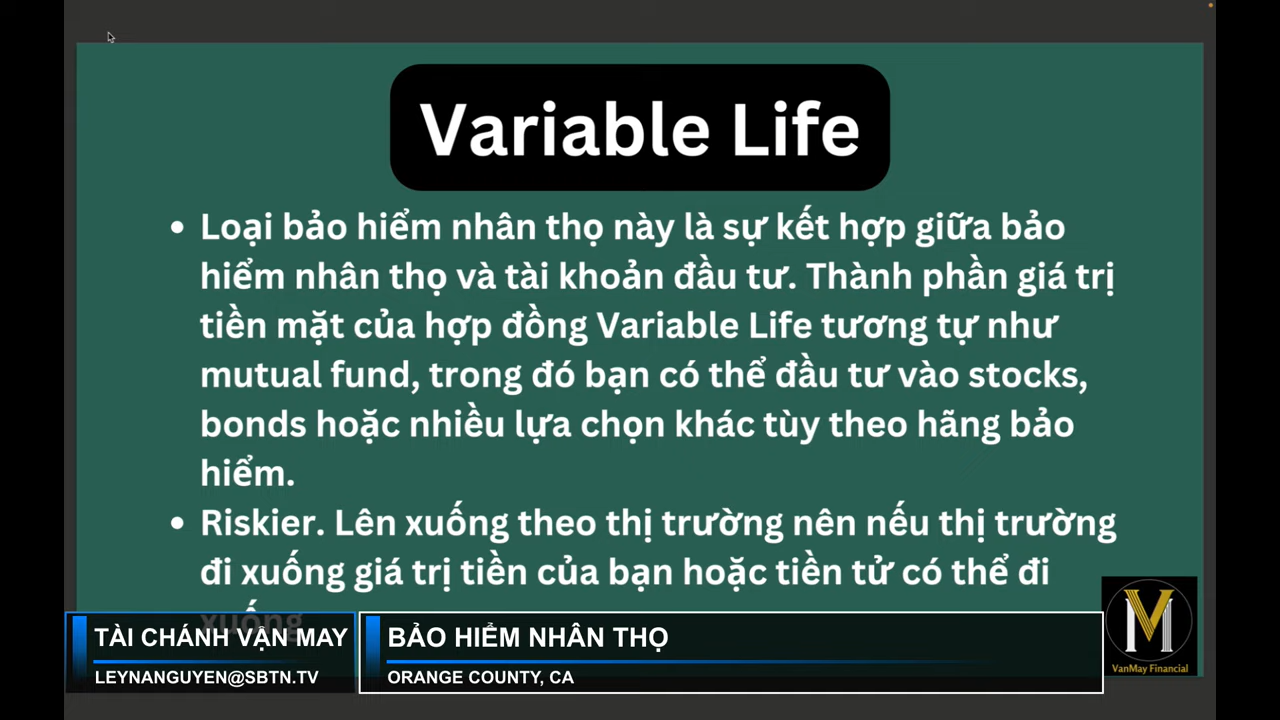 Variable Life
• Loại bảo hiểm nhân thọ này là sự kết hợp giữa bảo
hiểm nhân thọ và tài khoản đầu tư. Thành phần giá trị
tiền mặt của hợp đồng Variable Life tương tự như
mutual fund, trong đó bạn có thể đầu tư vào stocks,
bonds hoặc nhiều lựa chọn khác tùy theo hãng bảo
hiểm.
• Riskier. Lên xuống theo thị trường nên nếu thị trường
đi xuống giá trị tiền của bạn hoặc tiền tử có thể đi
xuống
TÀI CHÁNH VẬN MAY
LEYNANGUYEN@SBTN.TV
BẢO HIỂM NHÂN THỌ
ORANGE COUNTY, CA
VM
VanMay Financial